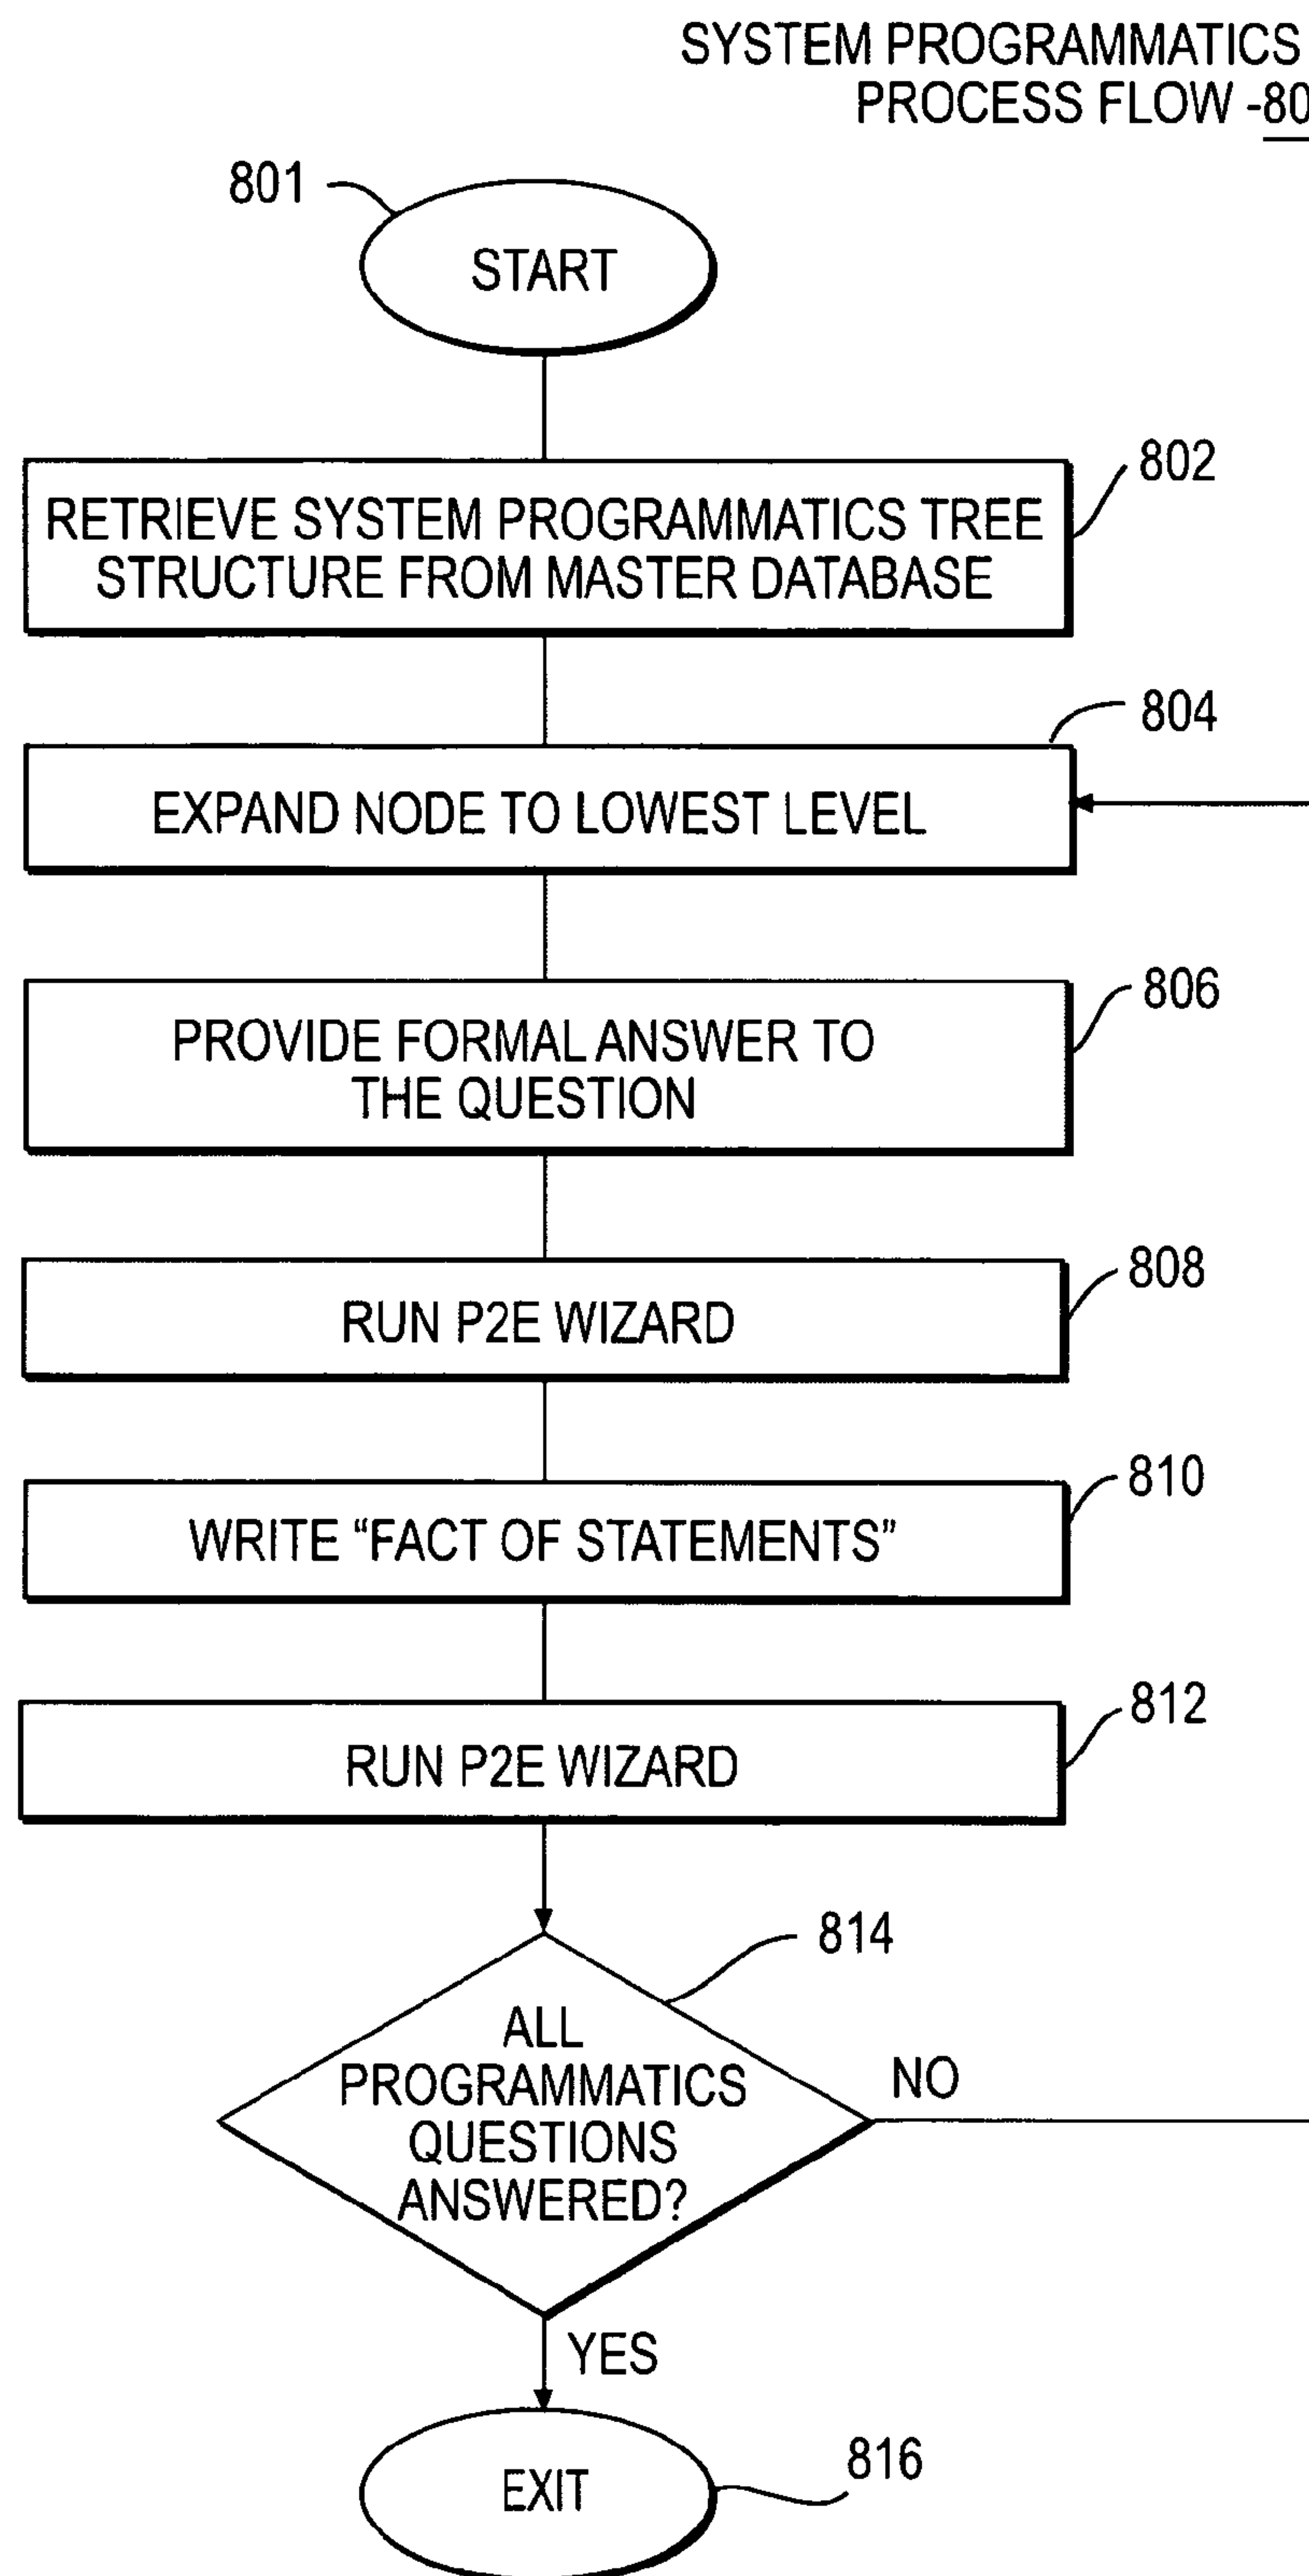 SYSTEM PROGRAMMATICS
PROCESS FLOW -80
801
START
802
RETRIEVE SYSTEM PROGRAMMATICS TREE
STRUCTURE FROM MASTER DATABASE
804
EXPAND NODE TO LOWEST LEVEL
806
PROVIDE FORMAL ANSWER TO
THE QUESTION
808
RUN P2E WIZARD
810
WRITE “FACT OF STATEMENTS”
812
RUN P2E WIZARD
814
ALL
PROGRAMMATICS
QUESTIONS
ANSWERED?
NO
YES
EXIT
816